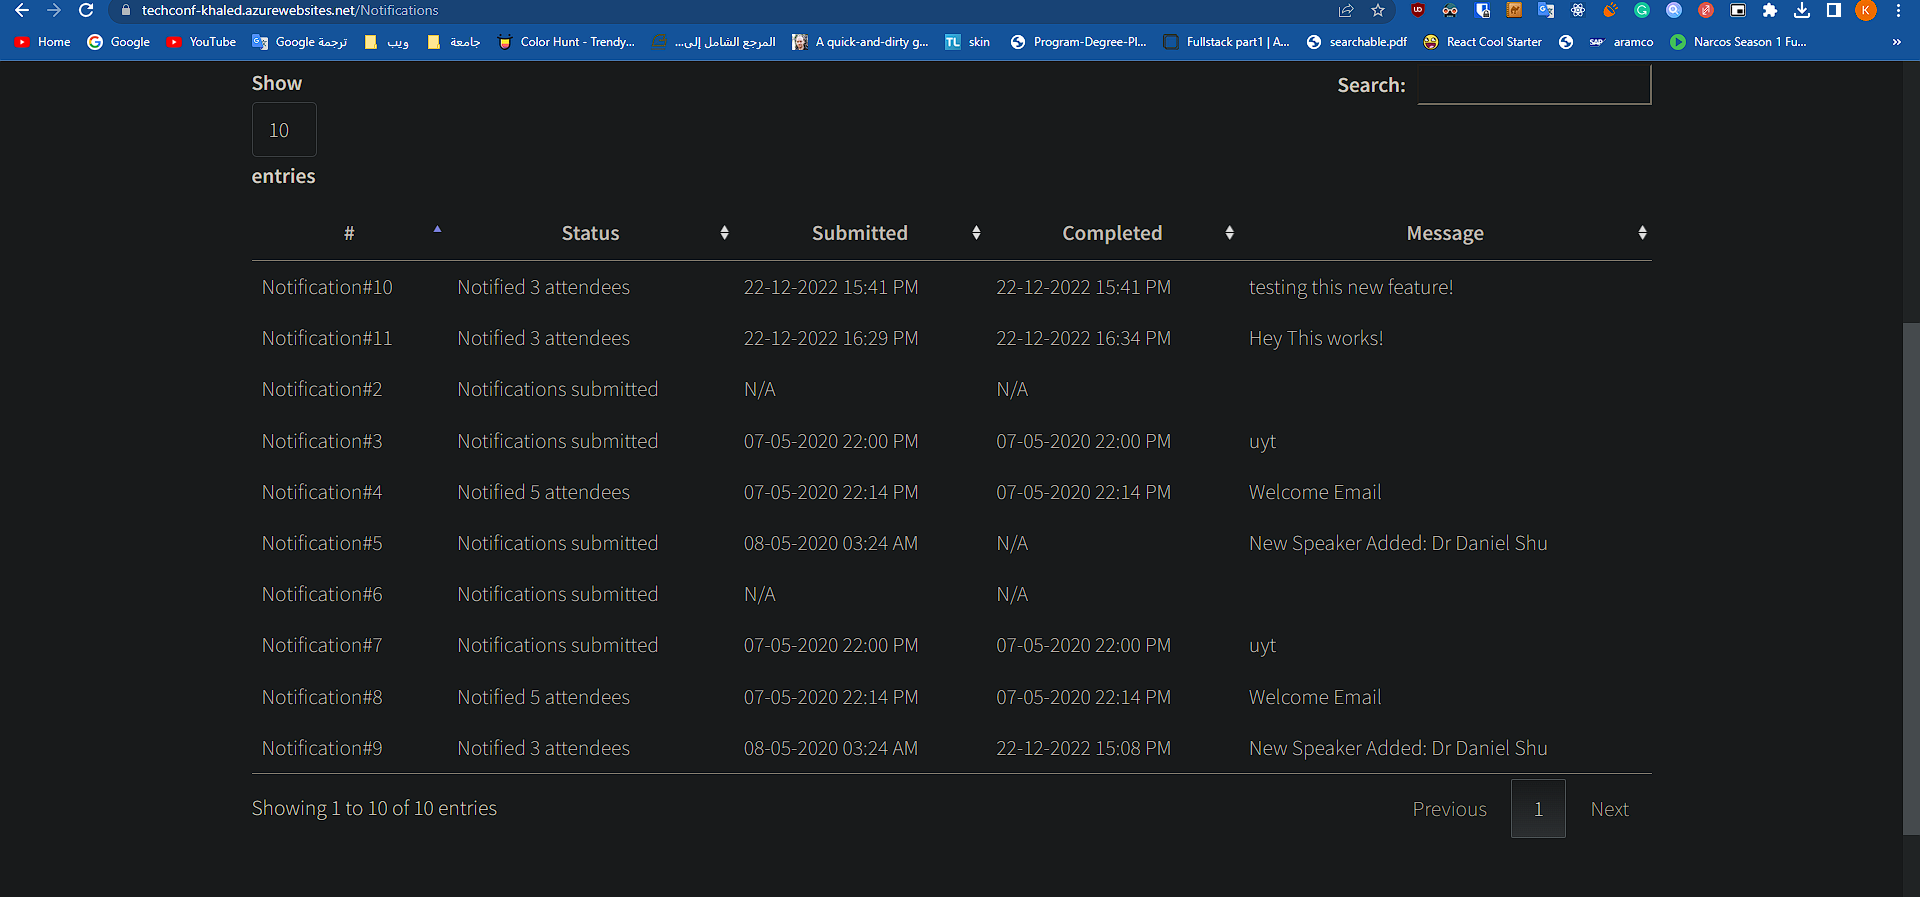 techconf-khaled.azurewebsites.net/Notifications
Home Google YouTube Google ترجمة ويب جامعة Color Hunt - Trendy... المرجع الشامل إلى... A quick-and-dirty g... TL skin Program-Degree-Pl... Fullstack part1 | A... searchable.pdf React Cool Starter SAP aramco Narcos Season 1 Fu... »
Show
Search:
10
entries
# Status Submitted Completed Message
Notification#10 Notified 3 attendees 22-12-2022 15:41 PM 22-12-2022 15:41 PM testing this new feature!
Notification#11 Notified 3 attendees 22-12-2022 16:29 PM 22-12-2022 16:34 PM Hey This works!
Notification#2 Notifications submitted N/A N/A
Notification#3 Notifications submitted 07-05-2020 22:00 PM 07-05-2020 22:00 PM uyt
Notification#4 Notified 5 attendees 07-05-2020 22:14 PM 07-05-2020 22:14 PM Welcome Email
Notification#5 Notifications submitted 08-05-2020 03:24 AM N/A New Speaker Added: Dr Daniel Shu
Notification#6 Notifications submitted N/A N/A
Notification#7 Notifications submitted 07-05-2020 22:00 PM 07-05-2020 22:00 PM uyt
Notification#8 Notified 5 attendees 07-05-2020 22:14 PM 07-05-2020 22:14 PM Welcome Email
Notification#9 Notified 3 attendees 08-05-2020 03:24 AM 22-12-2022 15:08 PM New Speaker Added: Dr Daniel Shu
Showing 1 to 10 of 10 entries
Previous 1 Next